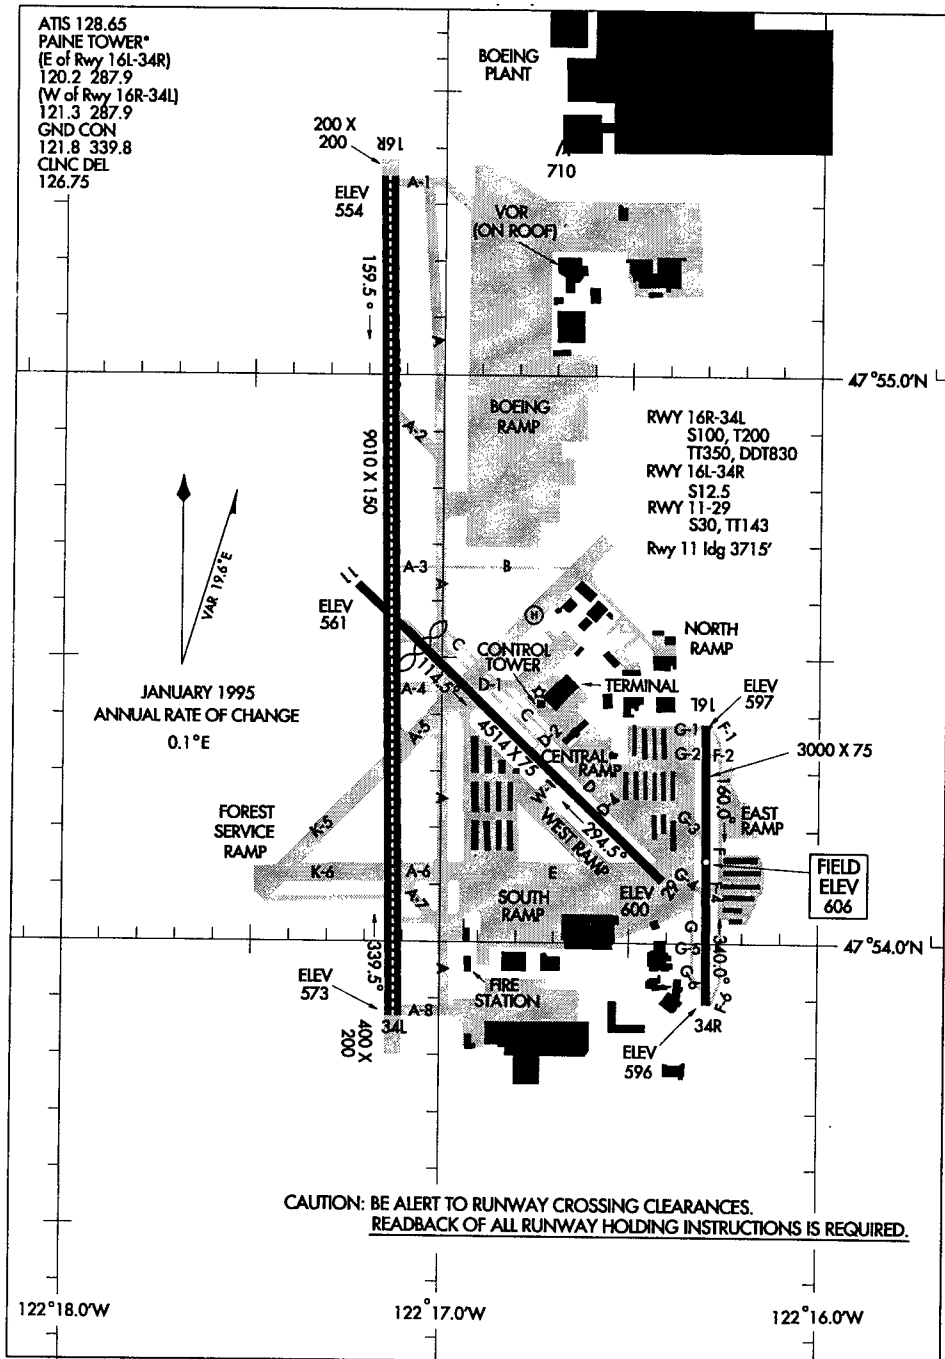 ATIS 128.65
PAINE TOWER*
(E of Rwy 16L-34R)
120.2 287.9
(W of Rwy 16R-34L)
121.3 287.9
GND CON
121.8 339.8
CLNC DEL
126.75
BOEING
PLANT
710
200 X
200
16R
ELEV
554
A-1
VOR
(ON ROOF)
159.5°
A
47°55.0'N
BOEING
RAMP
A-2
9010 X 150
RWY 16R-34L
S100, T200
TT350, DDT830
RWY 16L-34R
S12.5
RWY 11-29
S30, TT143
Rwy 11 ldg 3715'
VAR 19.6°E
A-3
B
A
11
ELEV
561
H
C
CONTROL
TOWER
NORTH
RAMP
JANUARY 1995
ANNUAL RATE OF CHANGE
0.1°E
114.5°
A-4
D-1
TERMINAL
16L
ELEV
597
A-5
C
D-2
G-1
F-1
4514 X 75
CENTRAL
RAMP
G-2
F-2
3000 X 75
A
W-1
D
D-4
160.0°
FOREST
SERVICE
RAMP
K-5
WEST RAMP
294.5°
G-3
EAST
RAMP
F
K-6
A-6
E
G-4
FIELD
ELEV
606
A-7
SOUTH
RAMP
ELEV
600
29
F-4
G
47°54.0'N
339.5°
A
G-5
340.0°
ELEV
573
FIRE
STATION
G-6
F-6
A-8
34L
34R
400 X
200
ELEV
596
CAUTION: BE ALERT TO RUNWAY CROSSING CLEARANCES.
READBACK OF ALL RUNWAY HOLDING INSTRUCTIONS IS REQUIRED.
122°18.0'W
122°17.0'W
122°16.0'W